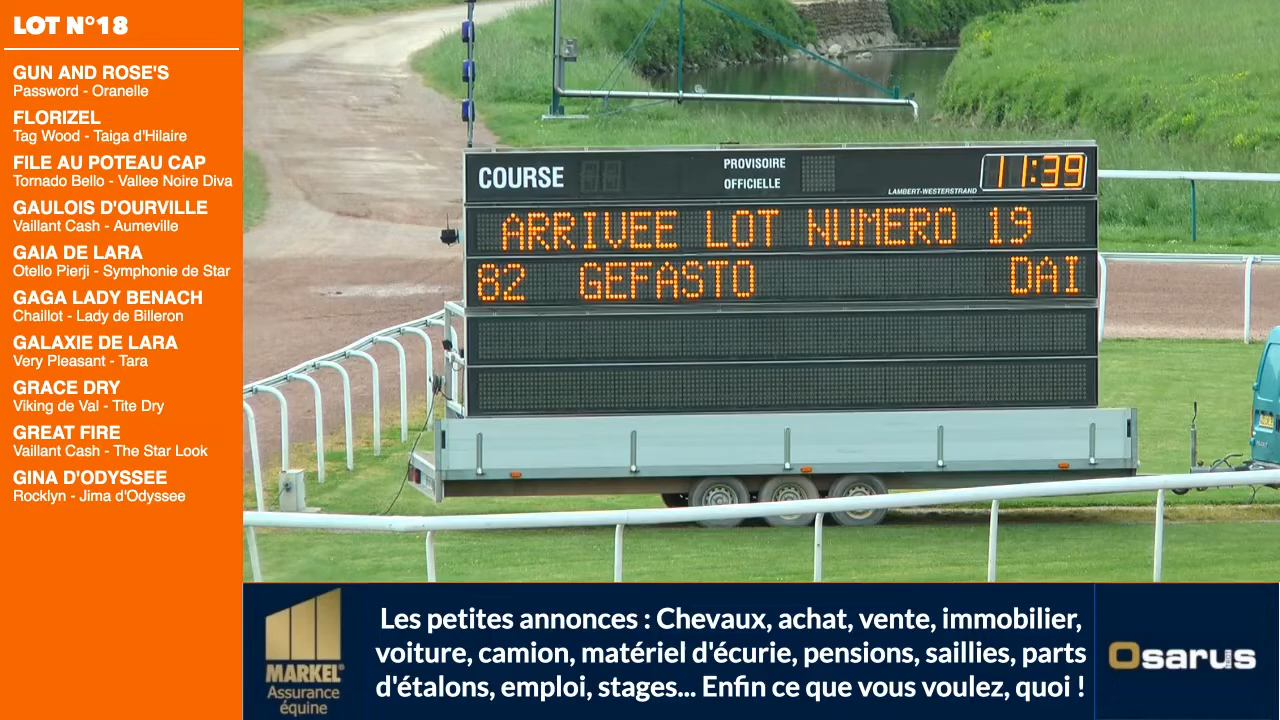 LOT N°18
GUN AND ROSE'S
Password - Oranelle
FLORIZEL
Tag Wood - Taiga d'Hilaire
FILE AU POTEAU CAP
Tornado Bello - Vallee Noire Diva
GAULOIS D'OURVILLE
Vaillant Cash - Aumeville
GAIA DE LARA
Otello Pierji - Symphonie de Star
GAGA LADY BENACH
Chaillot - Lady de Billeron
GALAXIE DE LARA
Very Pleasant - Tara
GRACE DRY
Viking de Val - Tite Dry
GREAT FIRE
Vaillant Cash - The Star Look
GINA D'ODYSSEE
Rocklyn - Jima d'Odyssee
COURSE
PROVISOIRE
OFFICIELLE
LAMBERT-WESTERSTRAND
11:39
ARRIVEE LOT NUMERO 19
82 GEFASTO DAI
MARKEL
Assurance
équine
Les petites annonces : Chevaux, achat, vente, immobilier,
voiture, camion, matériel d'écurie, pensions, saillies, parts
d'étalons, emploi, stages... Enfin ce que vous voulez, quoi !
Osarus